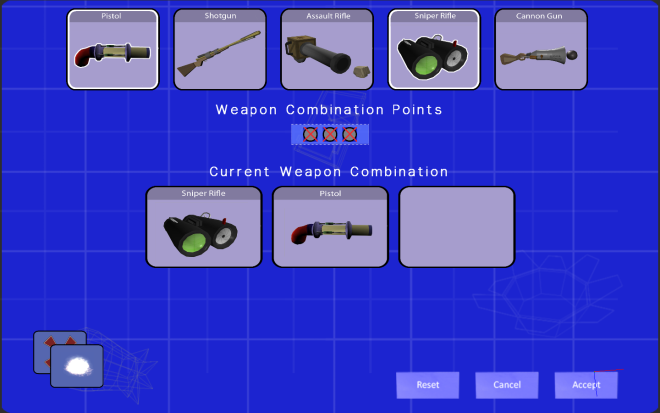 Pistol
Shotgun
Assault Rifle
Sniper Rifle
Cannon Gun
Weapon Combination Points
Current Weapon Combination
Sniper Rifle
Pistol
Reset
Cancel
Accept